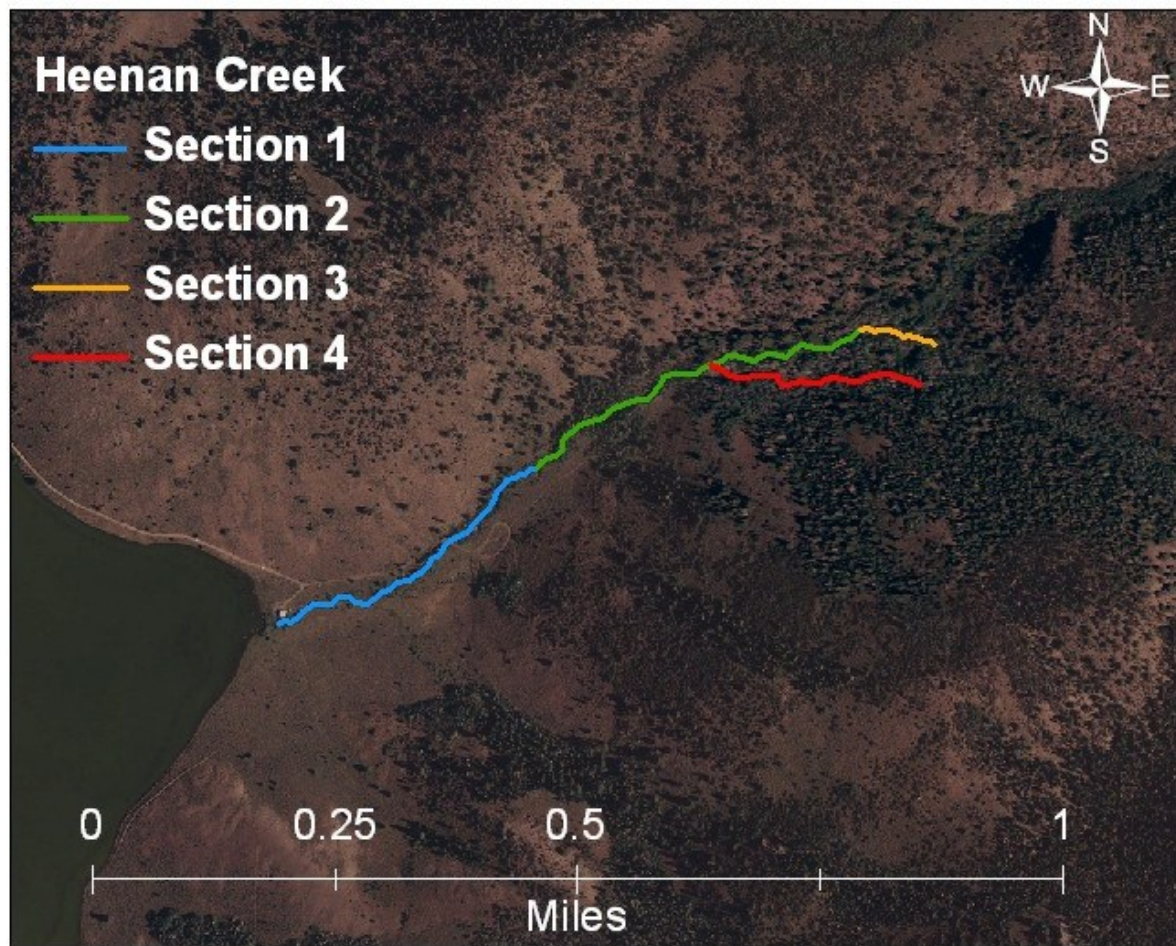 Heenan Creek
Section 1
Section 2
Section 3
Section 4
N
W E
S
0 0.25 0.5 1
Miles